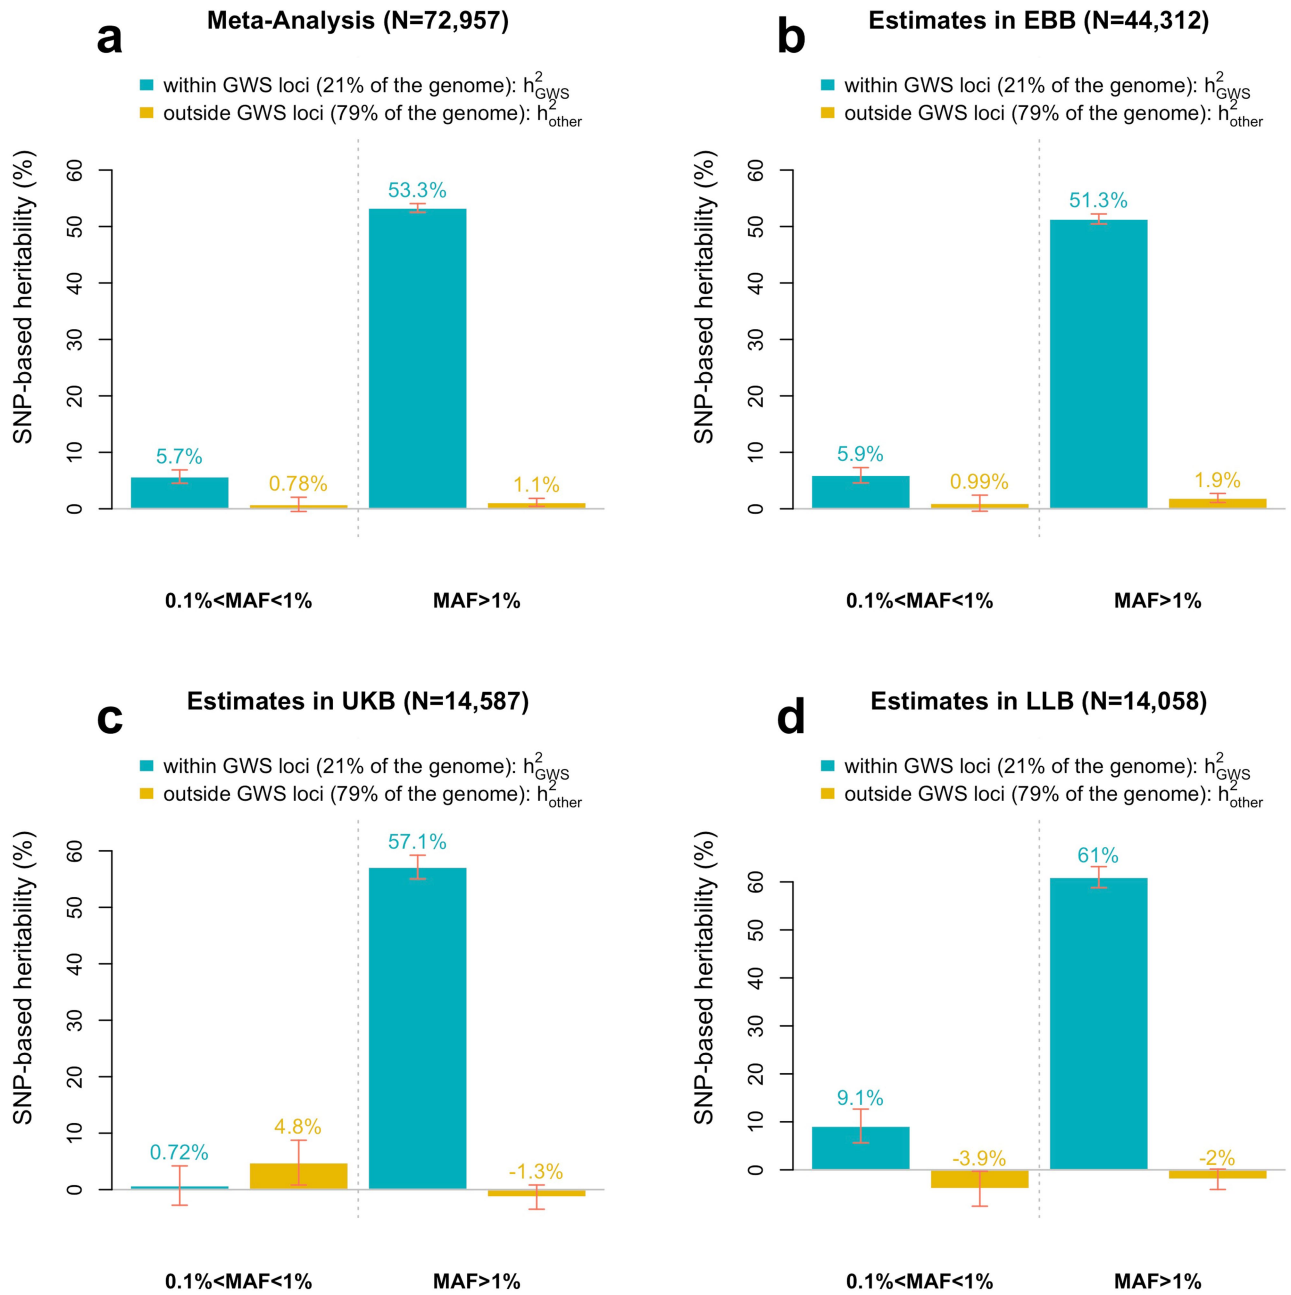 a
Meta-Analysis (N=72,957)
within GWS loci (21% of the genome): h²GWS
outside GWS loci (79% of the genome): h²other
SNP-based heritability (%)
60
50
40
30
20
10
0
5.7%
0.78%
53.3%
1.1%
0.1%<MAF<1%
MAF>1%
b
Estimates in EBB (N=44,312)
within GWS loci (21% of the genome): h²GWS
outside GWS loci (79% of the genome): h²other
SNP-based heritability (%)
60
50
40
30
20
10
0
5.9%
0.99%
51.3%
1.9%
0.1%<MAF<1%
MAF>1%
c
Estimates in UKB (N=14,587)
within GWS loci (21% of the genome): h²GWS
outside GWS loci (79% of the genome): h²other
SNP-based heritability (%)
60
50
40
30
20
10
0
0.72%
4.8%
57.1%
-1.3%
0.1%<MAF<1%
MAF>1%
d
Estimates in LLB (N=14,058)
within GWS loci (21% of the genome): h²GWS
outside GWS loci (79% of the genome): h²other
SNP-based heritability (%)
60
50
40
30
20
10
0
9.1%
-3.9%
61%
-2%
0.1%<MAF<1%
MAF>1%